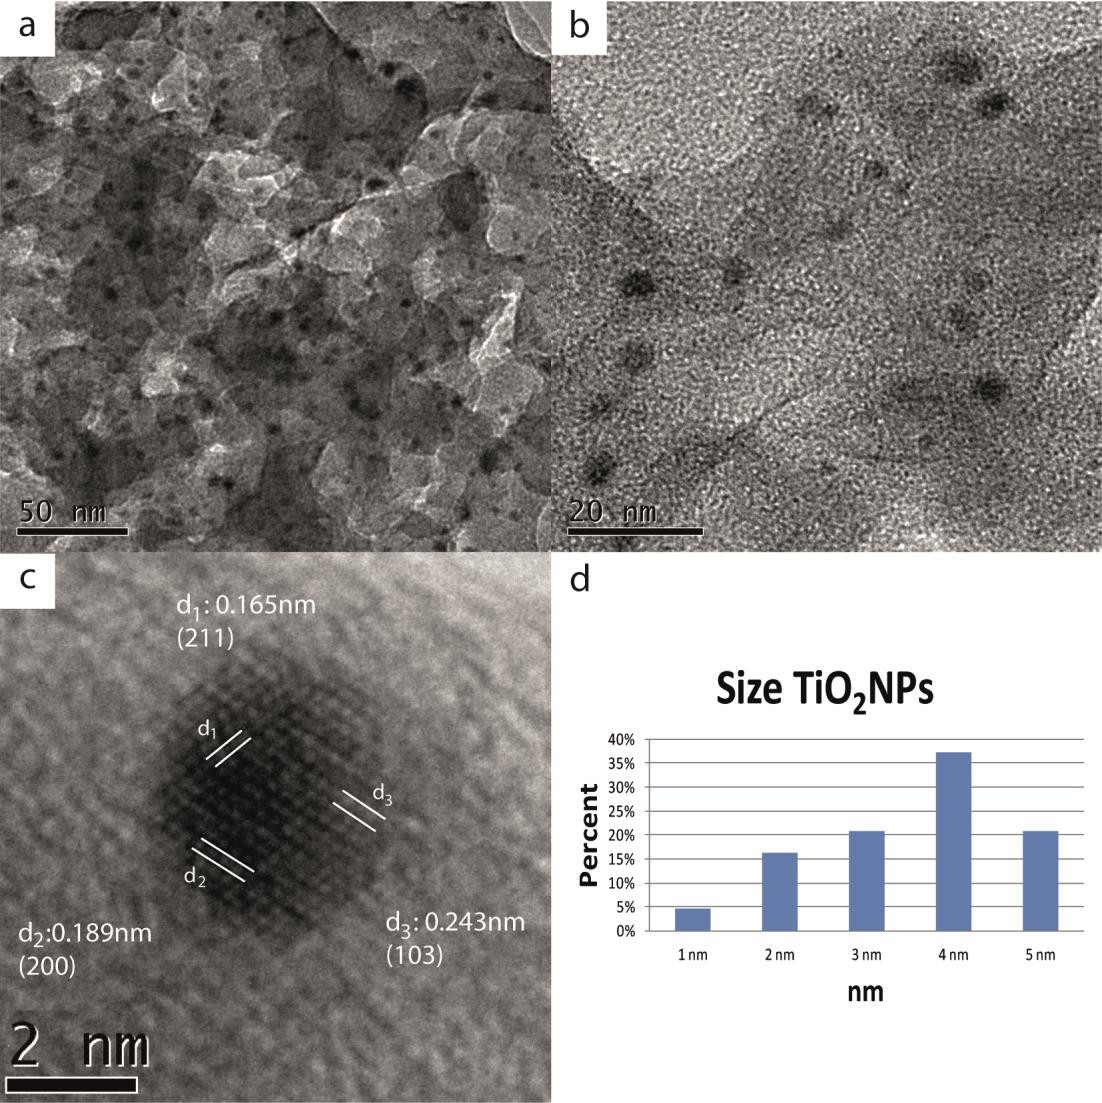 a
50 nm
b
20 nm
c
d₁: 0.165nm
(211)
d₁
d₃
d₂
d₂:0.189nm
(200)
d₃: 0.243nm
(103)
2 nm
d
Size TiO₂NPs
Percent
40%
35%
30%
25%
20%
15%
10%
5%
0%
1 nm 2 nm 3 nm 4 nm 5 nm
nm